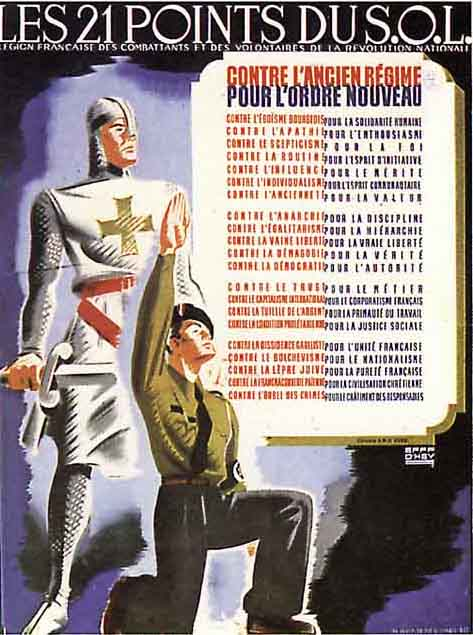 LES 21 POINTS DU S.O.L.
LEGION FRANCAISE DES COMBATTANTS ET DES VOLONTAIRES DE LA REVOLUTION NATIONALE
CONTRE L'ANCIEN RÉGIME
POUR L'ORDRE NOUVEAU
CONTRE L'ÉGOÏSME BOURGEOIS POUR LA SOLIDARITÉ HUMAINE
CONTRE L'APATHIE POUR L'ENTHOUSIASME
CONTRE LE SCEPTICISME POUR LA FOI
CONTRE LA ROUTINE POUR L'ESPRIT D'INITIATIVE
CONTRE L'INFLUENCE POUR LE MÉRITE
CONTRE L'INDIVIDUALISME POUR L'ESPRIT COMMUNAUTAIRE
CONTRE L'ANCIENNETÉ POUR LA VALEUR
CONTRE L'ANARCHIE POUR LA DISCIPLINE
CONTRE L'ÉGALITARISME POUR LA HIÉRARCHIE
CONTRE LA VAINE LIBERTÉ POUR LA VRAIE LIBERTÉ
CONTRE LA DÉMAGOGIE POUR LA VÉRITÉ
CONTRE LA DÉMOCRATIE POUR L'AUTORITÉ
CONTRE LE TRUST POUR LE MÉTIER
CONTRE LE CAPITALISME INTERNATIONAL POUR LE CORPORATISME FRANÇAIS
CONTRE LA TUTELLE DE L'ARGENT POUR LA PRIMAUTÉ DU TRAVAIL
CONTRE LA CONDITION PROLÉTARIENNE POUR LA JUSTICE SOCIALE
CONTRE LA DISSIDENCE GAULLISTE POUR L'UNITÉ FRANÇAISE
CONTRE LE BOLCHEVISME POUR LE NATIONALISME
CONTRE LA LÈPRE JUIVE POUR LA PURETÉ FRANÇAISE
CONTRE LA FRANC-MAÇONNERIE PAÏENNE POUR LA CIVILISATION CHRÉTIENNE
CONTRE L'OUBLI DES CRIMES POUR LE CHÂTIMENT DES RESPONSABLES